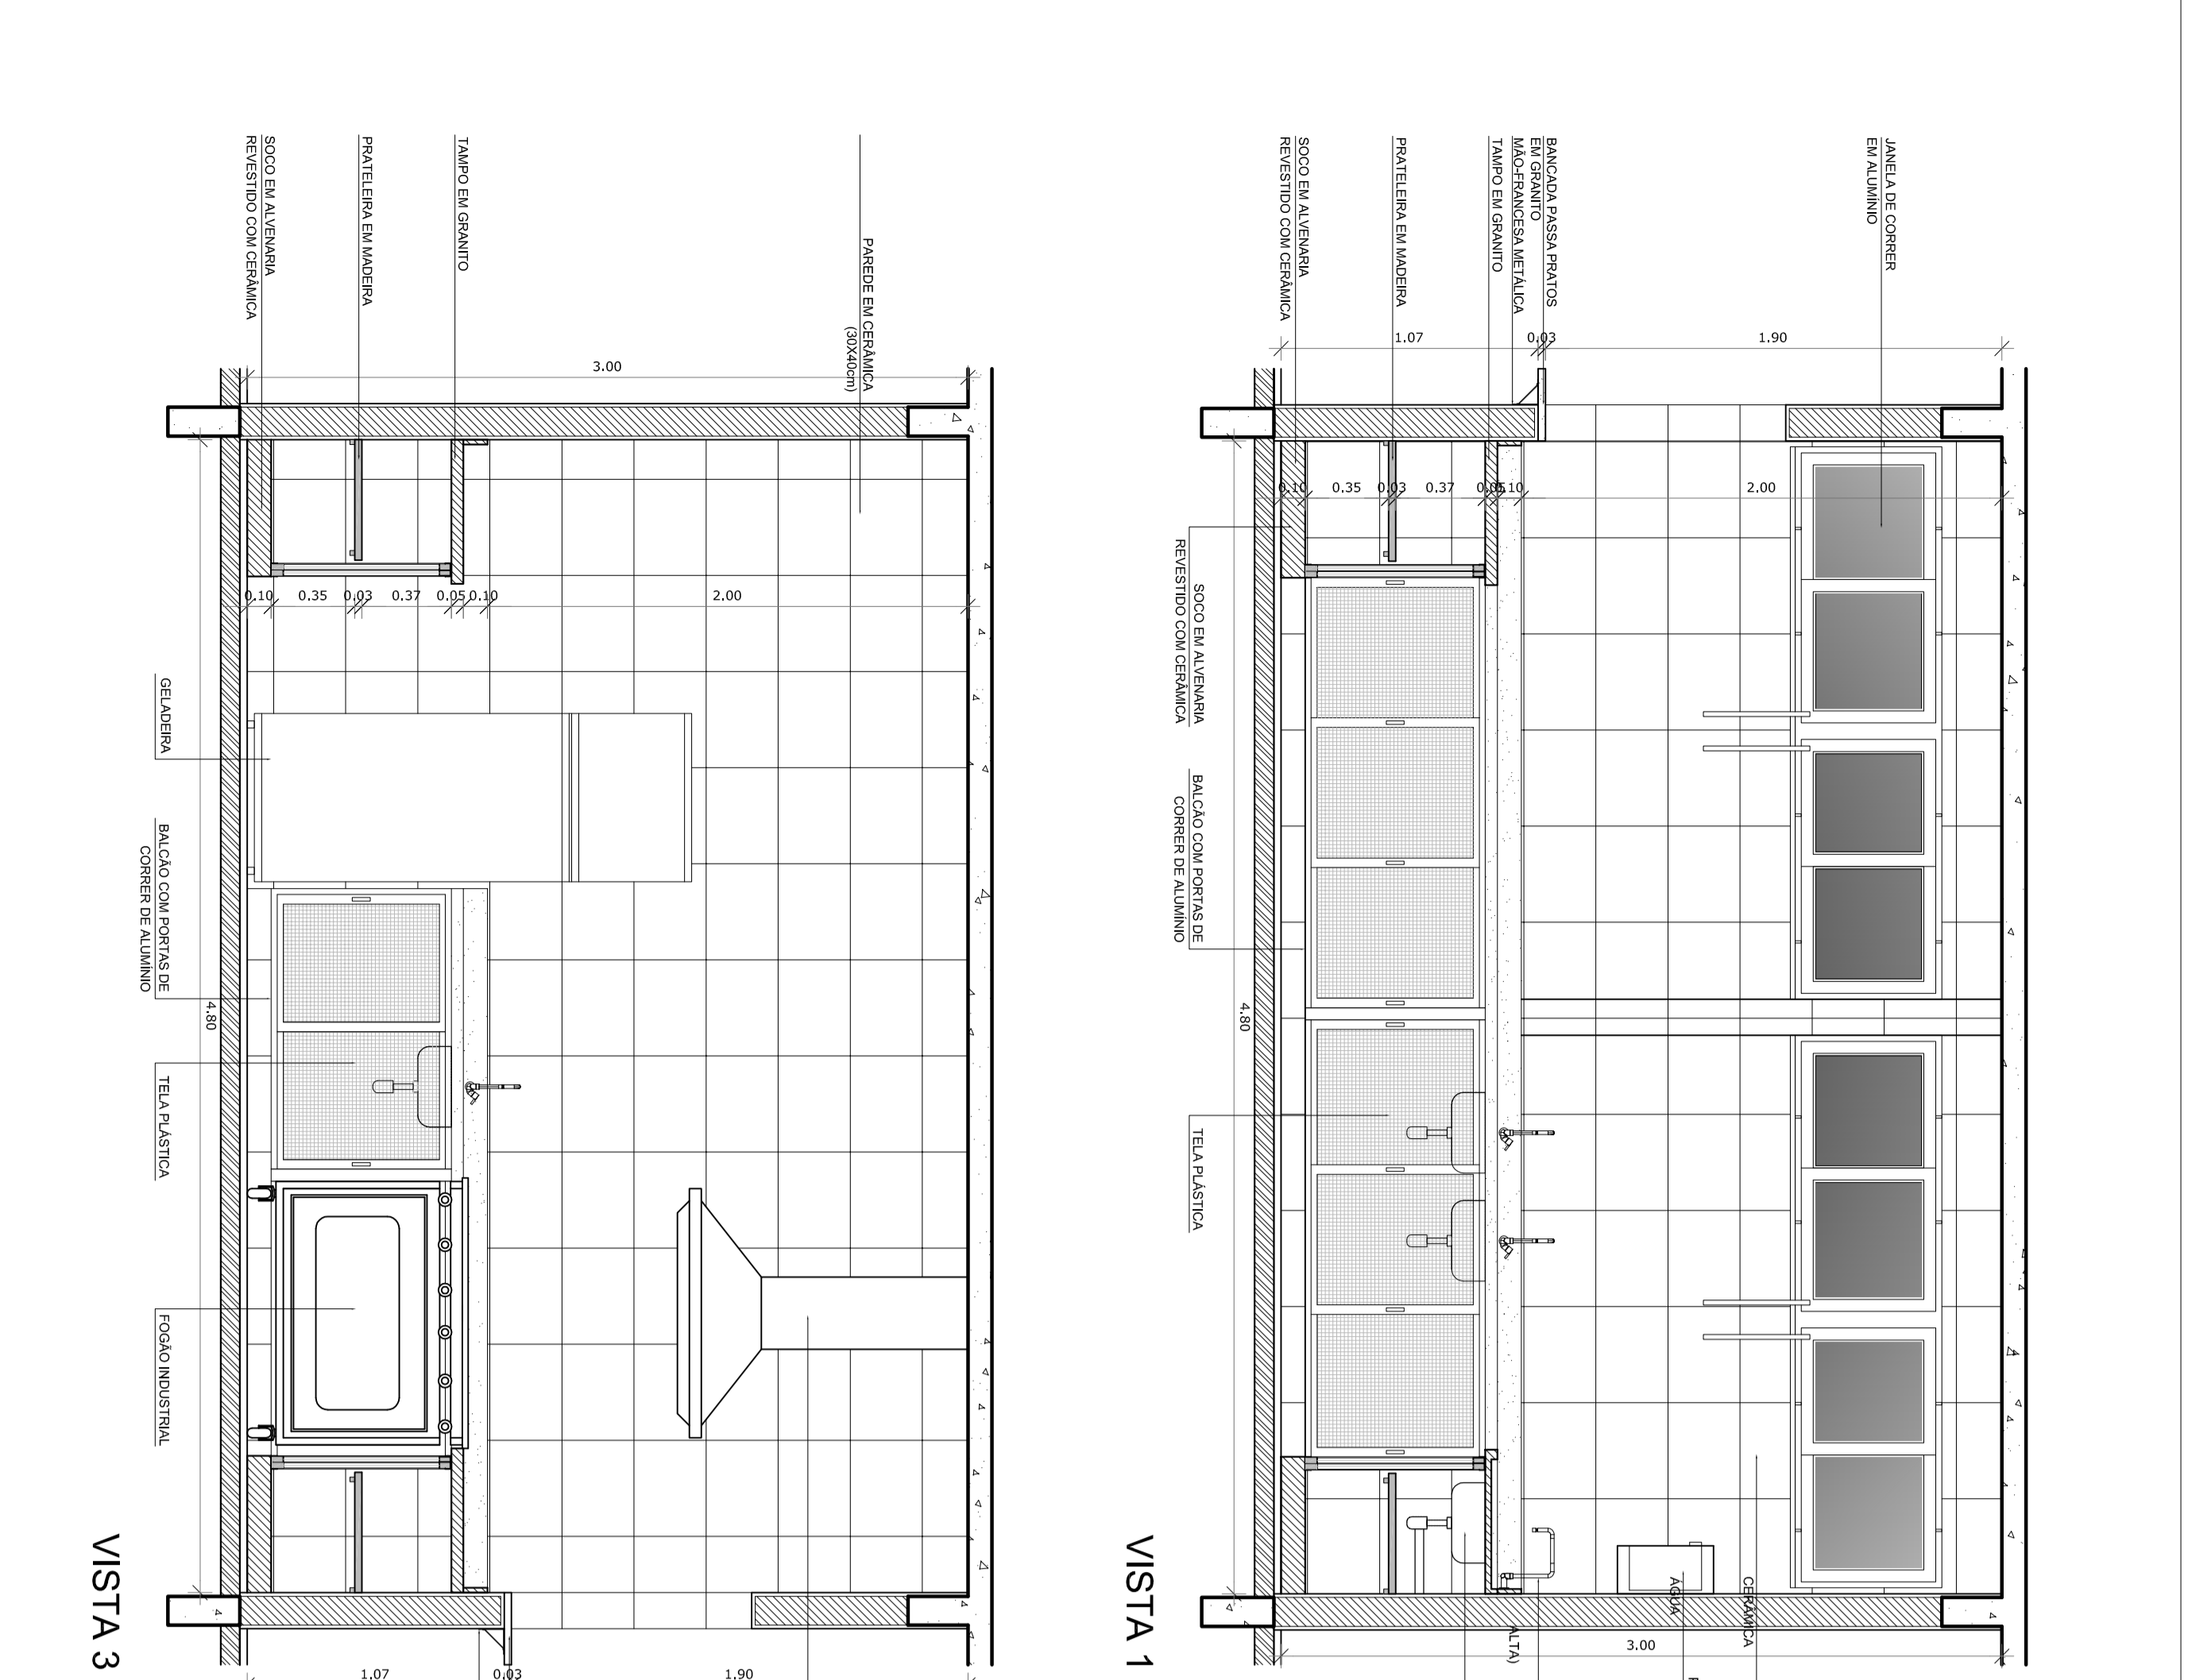 JANELA DE CORRER
EM ALUMÍNIO
BANCADA PASSA PRATOS
EM GRANITO
MÃO-FRANCESA METÁLICA
TAMPO EM GRANITO
PRATELEIRA EM MADEIRA
SOCO EM ALVENARIA
REVESTIDO COM CERÂMICA
1.90
0.03
1.07
2.00
0.10
0.05
0.37
0.03
0.35
0.10
SOCO EM ALVENARIA
REVESTIDO COM CERÂMICA
BALCÃO COM PORTAS DE
CORRER DE ALUMÍNIO
4.80
TELA PLÁSTICA
CERÂMICA
ÁGUA
ALTA)
3.00
VISTA 1
PAREDE EM CERÂMICA
(30X40cm)
TAMPO EM GRANITO
PRATELEIRA EM MADEIRA
SOCO EM ALVENARIA
REVESTIDO COM CERÂMICA
3.00
2.00
0.10
0.05
0.37
0.03
0.35
0.10
GELADEIRA
BALCÃO COM PORTAS DE
CORRER DE ALUMÍNIO
4.80
TELA PLÁSTICA
FOGÃO INDUSTRIAL
1.90
0.03
1.07
VISTA 3